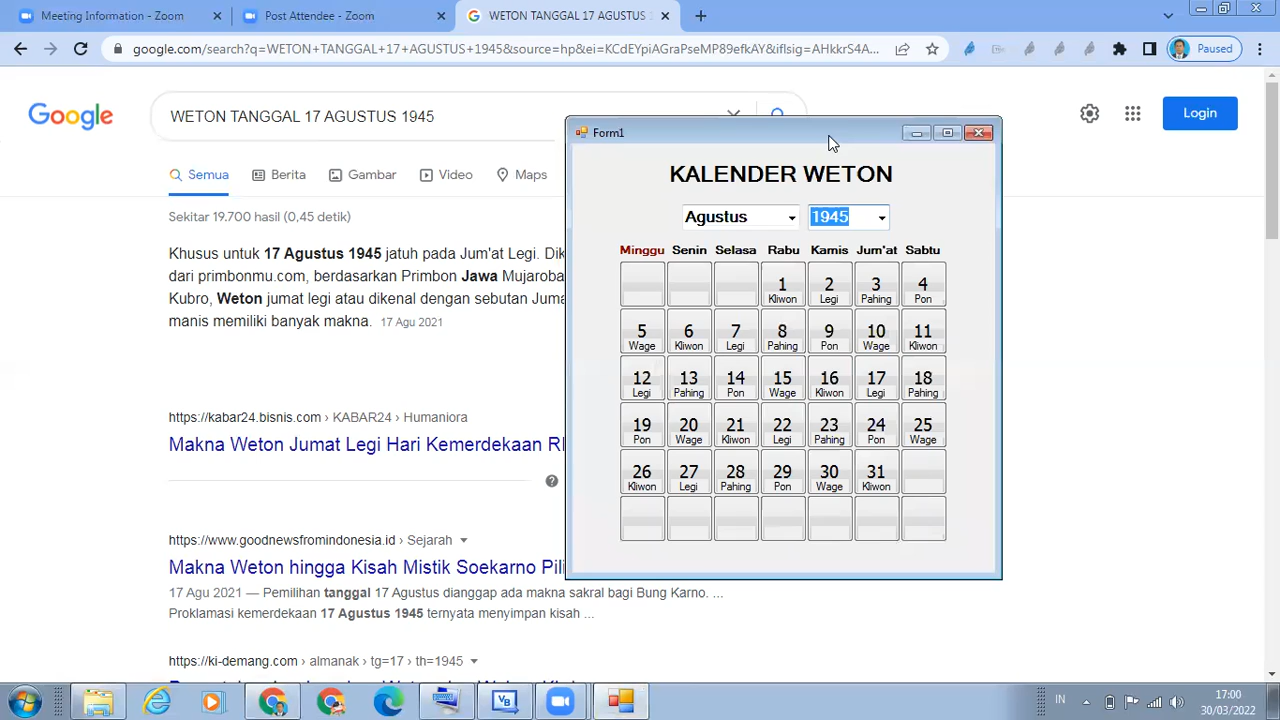 Meeting Information - Zoom
Post Attendee - Zoom
WETON TANGGAL 17 AGUSTUS 1
google.com/search?q=WETON+TANGGAL+17+AGUSTUS+1945&source=hp&ei=KCdEYpiAGraPseMP89efkAY&iflsig=AHkkrS4A...
Paused
Google
WETON TANGGAL 17 AGUSTUS 1945
Login
Semua
Berita
Gambar
Video
Maps
Sekitar 19.700 hasil (0,45 detik)
Khusus untuk 17 Agustus 1945 jatuh pada Jum'at Legi. Dik
dari primbonmu.com, berdasarkan Primbon Jawa Mujaroba
Kubro, Weton jumat legi atau dikenal dengan sebutan Juma
manis memiliki banyak makna. 17 Agu 2021
https://kabar24.bisnis.com › KABAR24 › Humaniora
Makna Weton Jumat Legi Hari Kemerdekaan RI
https://www.goodnewsfromindonesia.id › Sejarah
Makna Weton hingga Kisah Mistik Soekarno Pili
17 Agu 2021 — Pemilihan tanggal 17 Agustus dianggap ada makna sakral bagi Bung Karno. ...
Proklamasi kemerdekaan 17 Agustus 1945 ternyata menyimpan kisah ...
https://ki-demang.com › almanak › tg=17 › th=1945
Form1
KALENDER WETON
Agustus 1945
Minggu Senin Selasa Rabu Kamis Jum'at Sabtu
1 2 3 4
Kliwon Legi Pahing Pon
5 6 7 8 9 10 11
Wage Kliwon Legi Pahing Pon Wage Kliwon
12 13 14 15 16 17 18
Legi Pahing Pon Wage Kliwon Legi Pahing
19 20 21 22 23 24 25
Pon Wage Kliwon Legi Pahing Pon Wage
26 27 28 29 30 31
Kliwon Legi Pahing Pon Wage Kliwon
VB
IN
17:00
30/03/2022